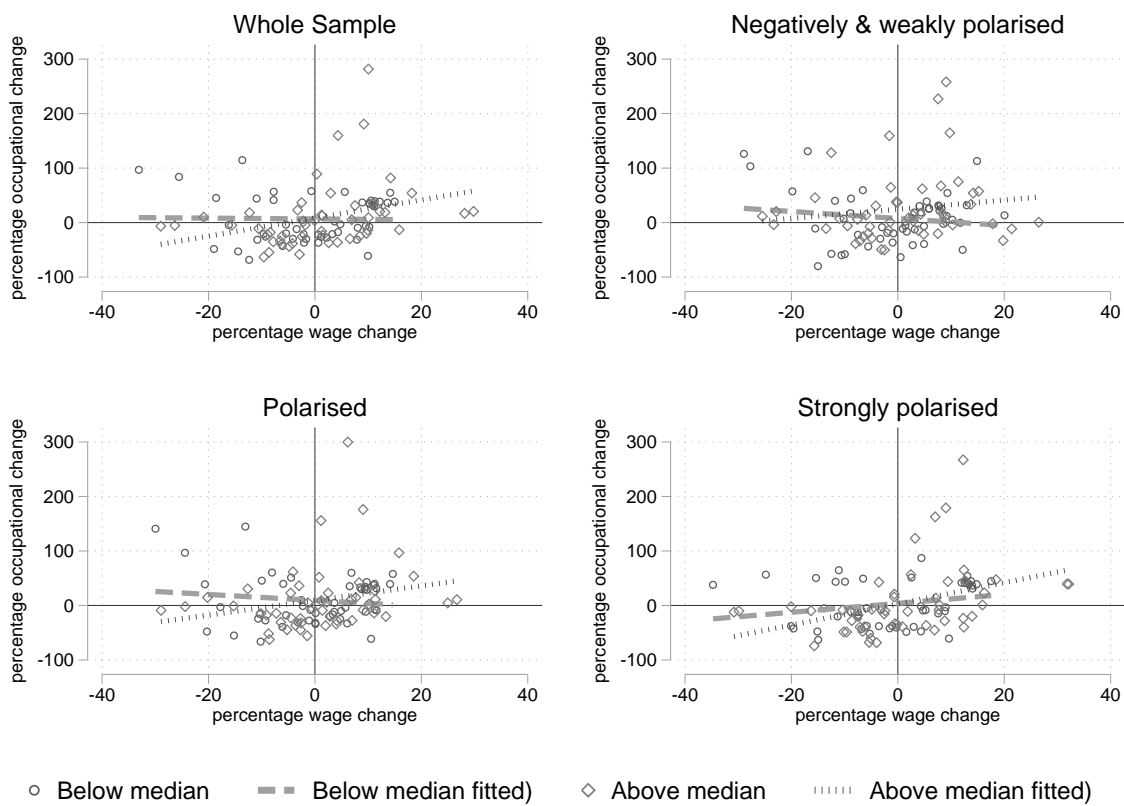 Whole Sample
percentage occupational change
300
200
100
0
-100
-40 -20 0 20 40
percentage wage change
Negatively & weakly polarised
percentage occupational change
300
200
100
0
-100
-40 -20 0 20 40
percentage wage change
Polarised
percentage occupational change
300
200
100
0
-100
-40 -20 0 20 40
percentage wage change
Strongly polarised
percentage occupational change
300
200
100
0
-100
-40 -20 0 20 40
percentage wage change
Below median Below median fitted) Above median Above median fitted)